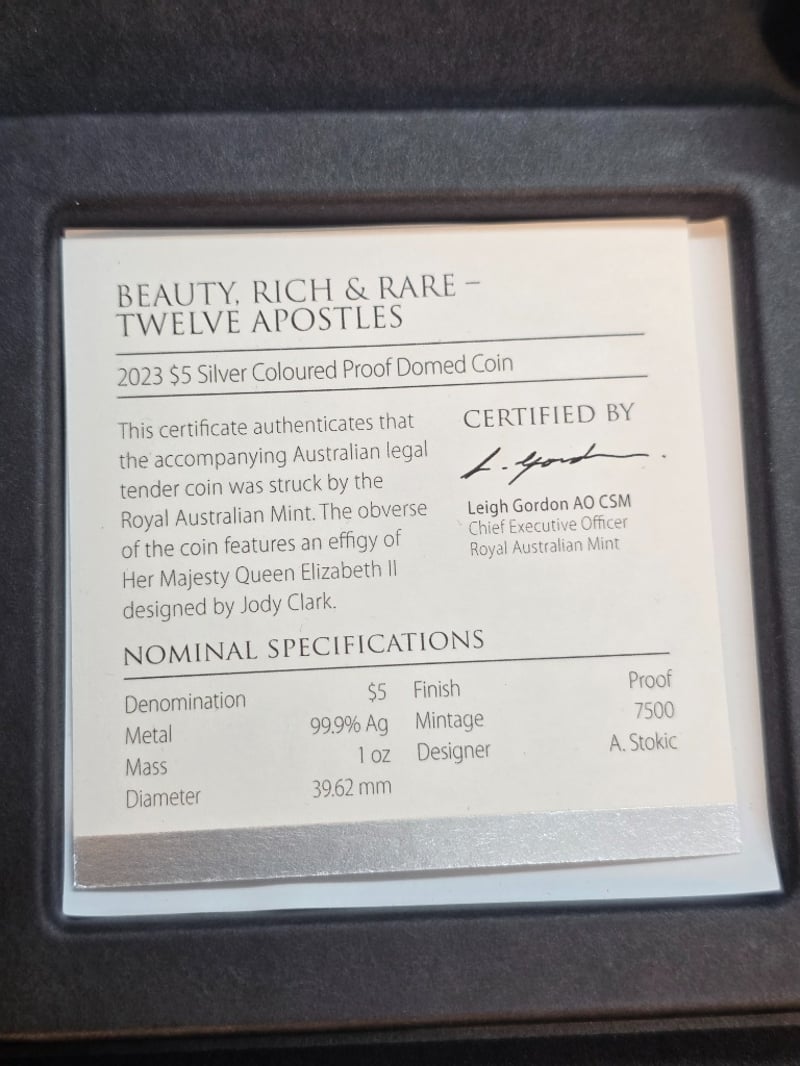 BEAUTY, RICH & RARE –
TWELVE APOSTLES
2023 $5 Silver Coloured Proof Domed Coin
This certificate authenticates that
the accompanying Australian legal
tender coin was struck by the
Royal Australian Mint. The obverse
of the coin features an effigy of
Her Majesty Queen Elizabeth II
designed by Jody Clark.
CERTIFIED BY
L. Gordon.
Leigh Gordon AO CSM
Chief Executive Officer
Royal Australian Mint
NOMINAL SPECIFICATIONS
Denomination $5 Finish Proof
Metal 99.9% Ag Mintage 7500
Mass 1 oz Designer A. Stokic
Diameter 39.62 mm